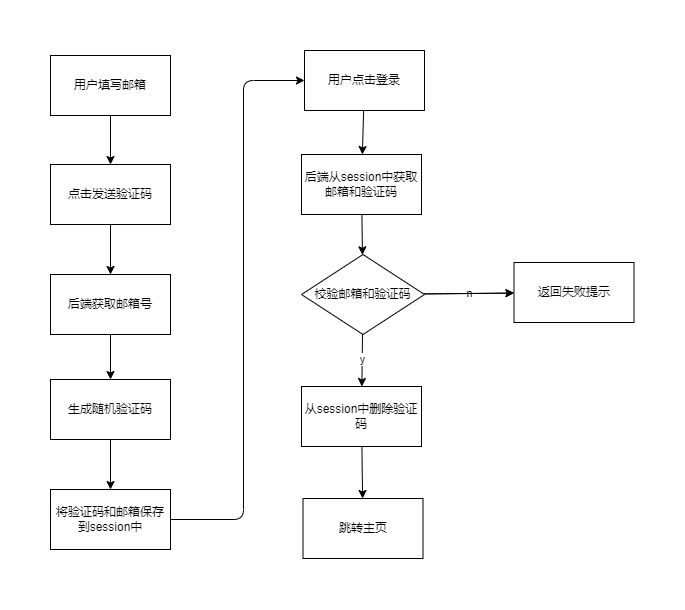 用户填写邮箱
点击发送验证码
后端获取邮箱号
生成随机验证码
将验证码和邮箱保存
到session中
用户点击登录
后端从session中获取
邮箱和验证码
校验邮箱和验证码
n
返回失败提示
y
从session中删除验证
码
跳转主页